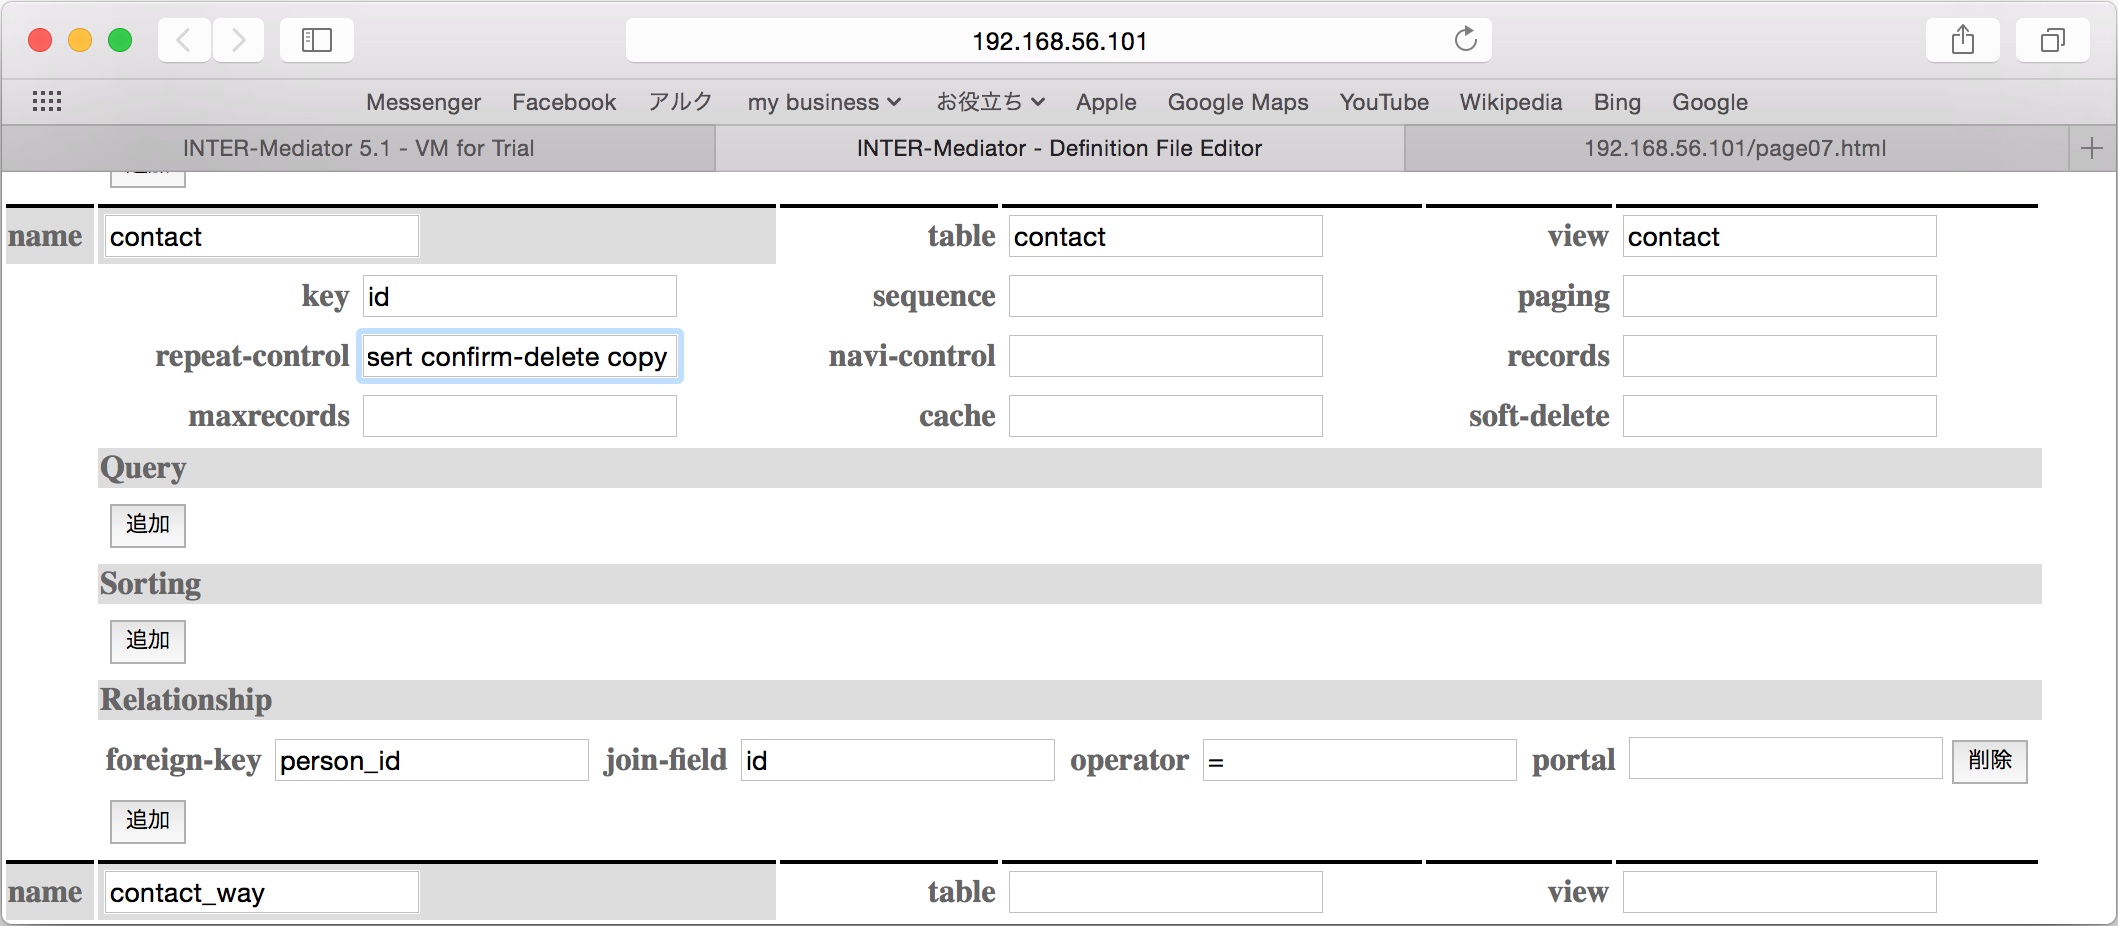 192.168.56.101
Messenger Facebook アルク my business お役立ち Apple Google Maps YouTube Wikipedia Bing Google
INTER-Mediator 5.1 - VM for Trial INTER-Mediator - Definition File Editor 192.168.56.101/page07.html
name contact table contact view contact
key id sequence paging
repeat-control sert confirm-delete copy navi-control records
maxrecords cache soft-delete
Query
追加
Sorting
追加
Relationship
foreign-key person_id join-field id operator = portal 削除
追加
name contact_way table view